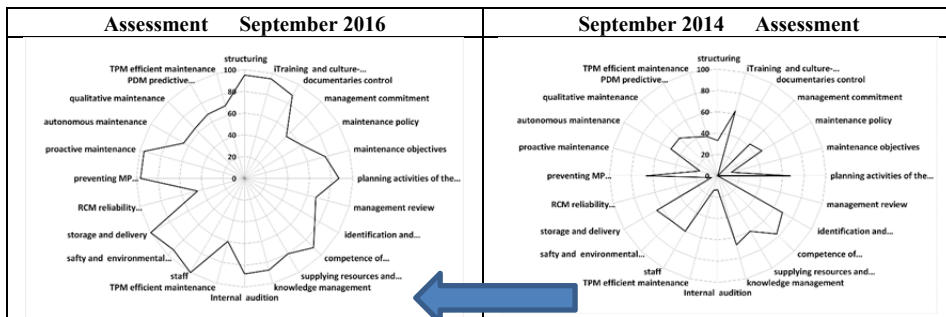 Assessment September 2016
September 2014 Assessment
structuring
TPM efficient maintenance
iTraining and culture-...
PDM predictive...
documentaries control
qualitative maintenance
management commitment
autonomous maintenance
maintenance policy
proactive maintenance
maintenance objectives
preventing MP...
planning activities of the...
RCM reliability...
management review
storage and delivery
identification and...
safty and environmental...
competence of...
staff
supplying resources and...
TPM efficient maintenance
knowledge management
Internal audition
100
80
60
40
20
0
structuring
TPM efficient maintenance
iTraining and culture-...
PDM predictive...
documentaries control
qualitative maintenance
management commitment
autonomous maintenance
maintenance policy
proactive maintenance
maintenance objectives
preventing MP...
planning activities of the...
RCM reliability...
management review
storage and delivery
identification and...
safty and environmental...
competence of...
staff
supplying resources and...
TPM efficient maintenance
knowledge management
Internal audition
100
80
60
40
20
0